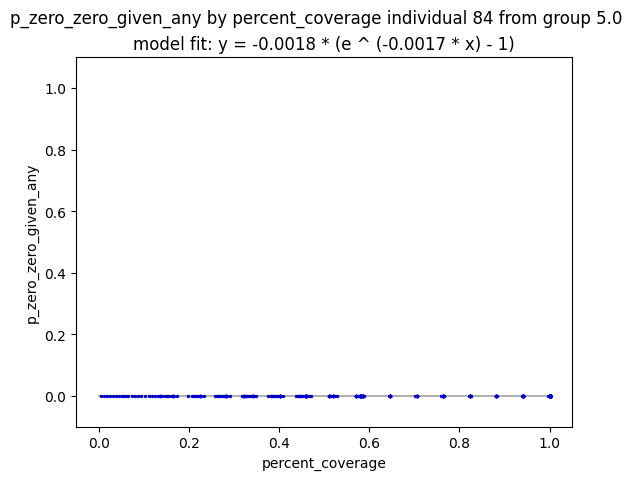 p_zero_zero_given_any by percent_coverage individual 84 from group 5.0
model fit: y = -0.0018 * (e ^ (-0.0017 * x) - 1)
1.0
0.8
0.6
0.4
0.2
0.0
p_zero_zero_given_any
0.0 0.2 0.4 0.6 0.8 1.0
percent_coverage